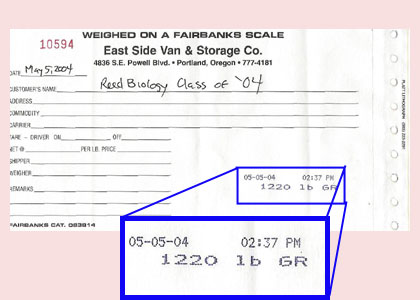 WEIGHED ON A FAIRBANKS SCALE
10594
East Side Van & Storage Co.
4836 S.E. Powell Blvd. • Portland, Oregon • 777-4181
DATE May 5, 2004
CUSTOMER'S NAME Reed Biology Class of '04
ADDRESS
COMMODITY
CARRIER
TARE - DRIVER ON OFF
NET @ PER LB. PRICE
SHIPPER
WEIGHER
REMARKS
05-05-04 02:37 PM
1220 lb GR
FAIRBANKS CAT. 083814
05-05-04 02:37 PM
1220 lb GR